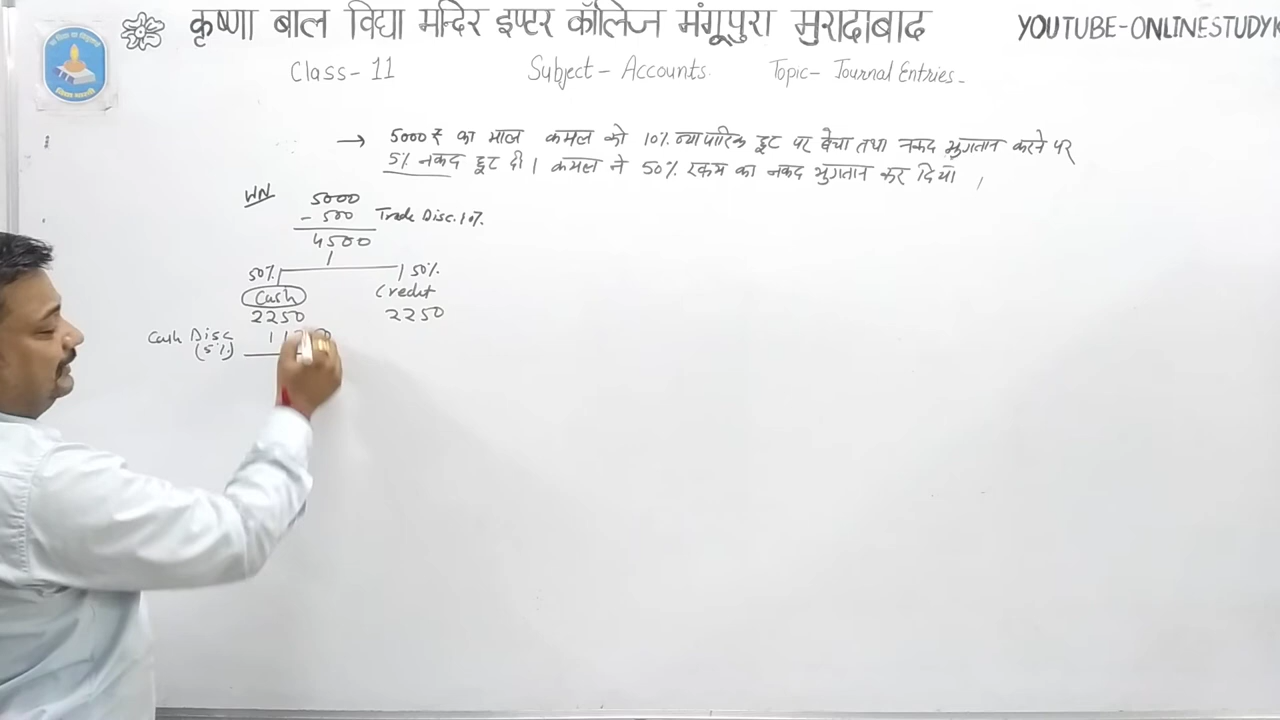 कृष्णा बाल विद्या मन्दिर इण्टर कॉलेज मंगूपुरा मुरादाबाद
YOUTUBE-ONLINESTUDYK
Class-11 Subject-Accounts. Topic-Journal Entries-
→ 5000₹ का माल कमल को 10% व्यापारिक छूट पर बेचा तथा नकद भुगतान करने पर
5% नकद छूट दी। कमल ने 50% रकम का नकद भुगतान कर दिया।
WN 5000
- 500 Trade Disc. 10%.
4500
50% 50%.
Cash Credit
2250 2250
Cash Disc
(5%)